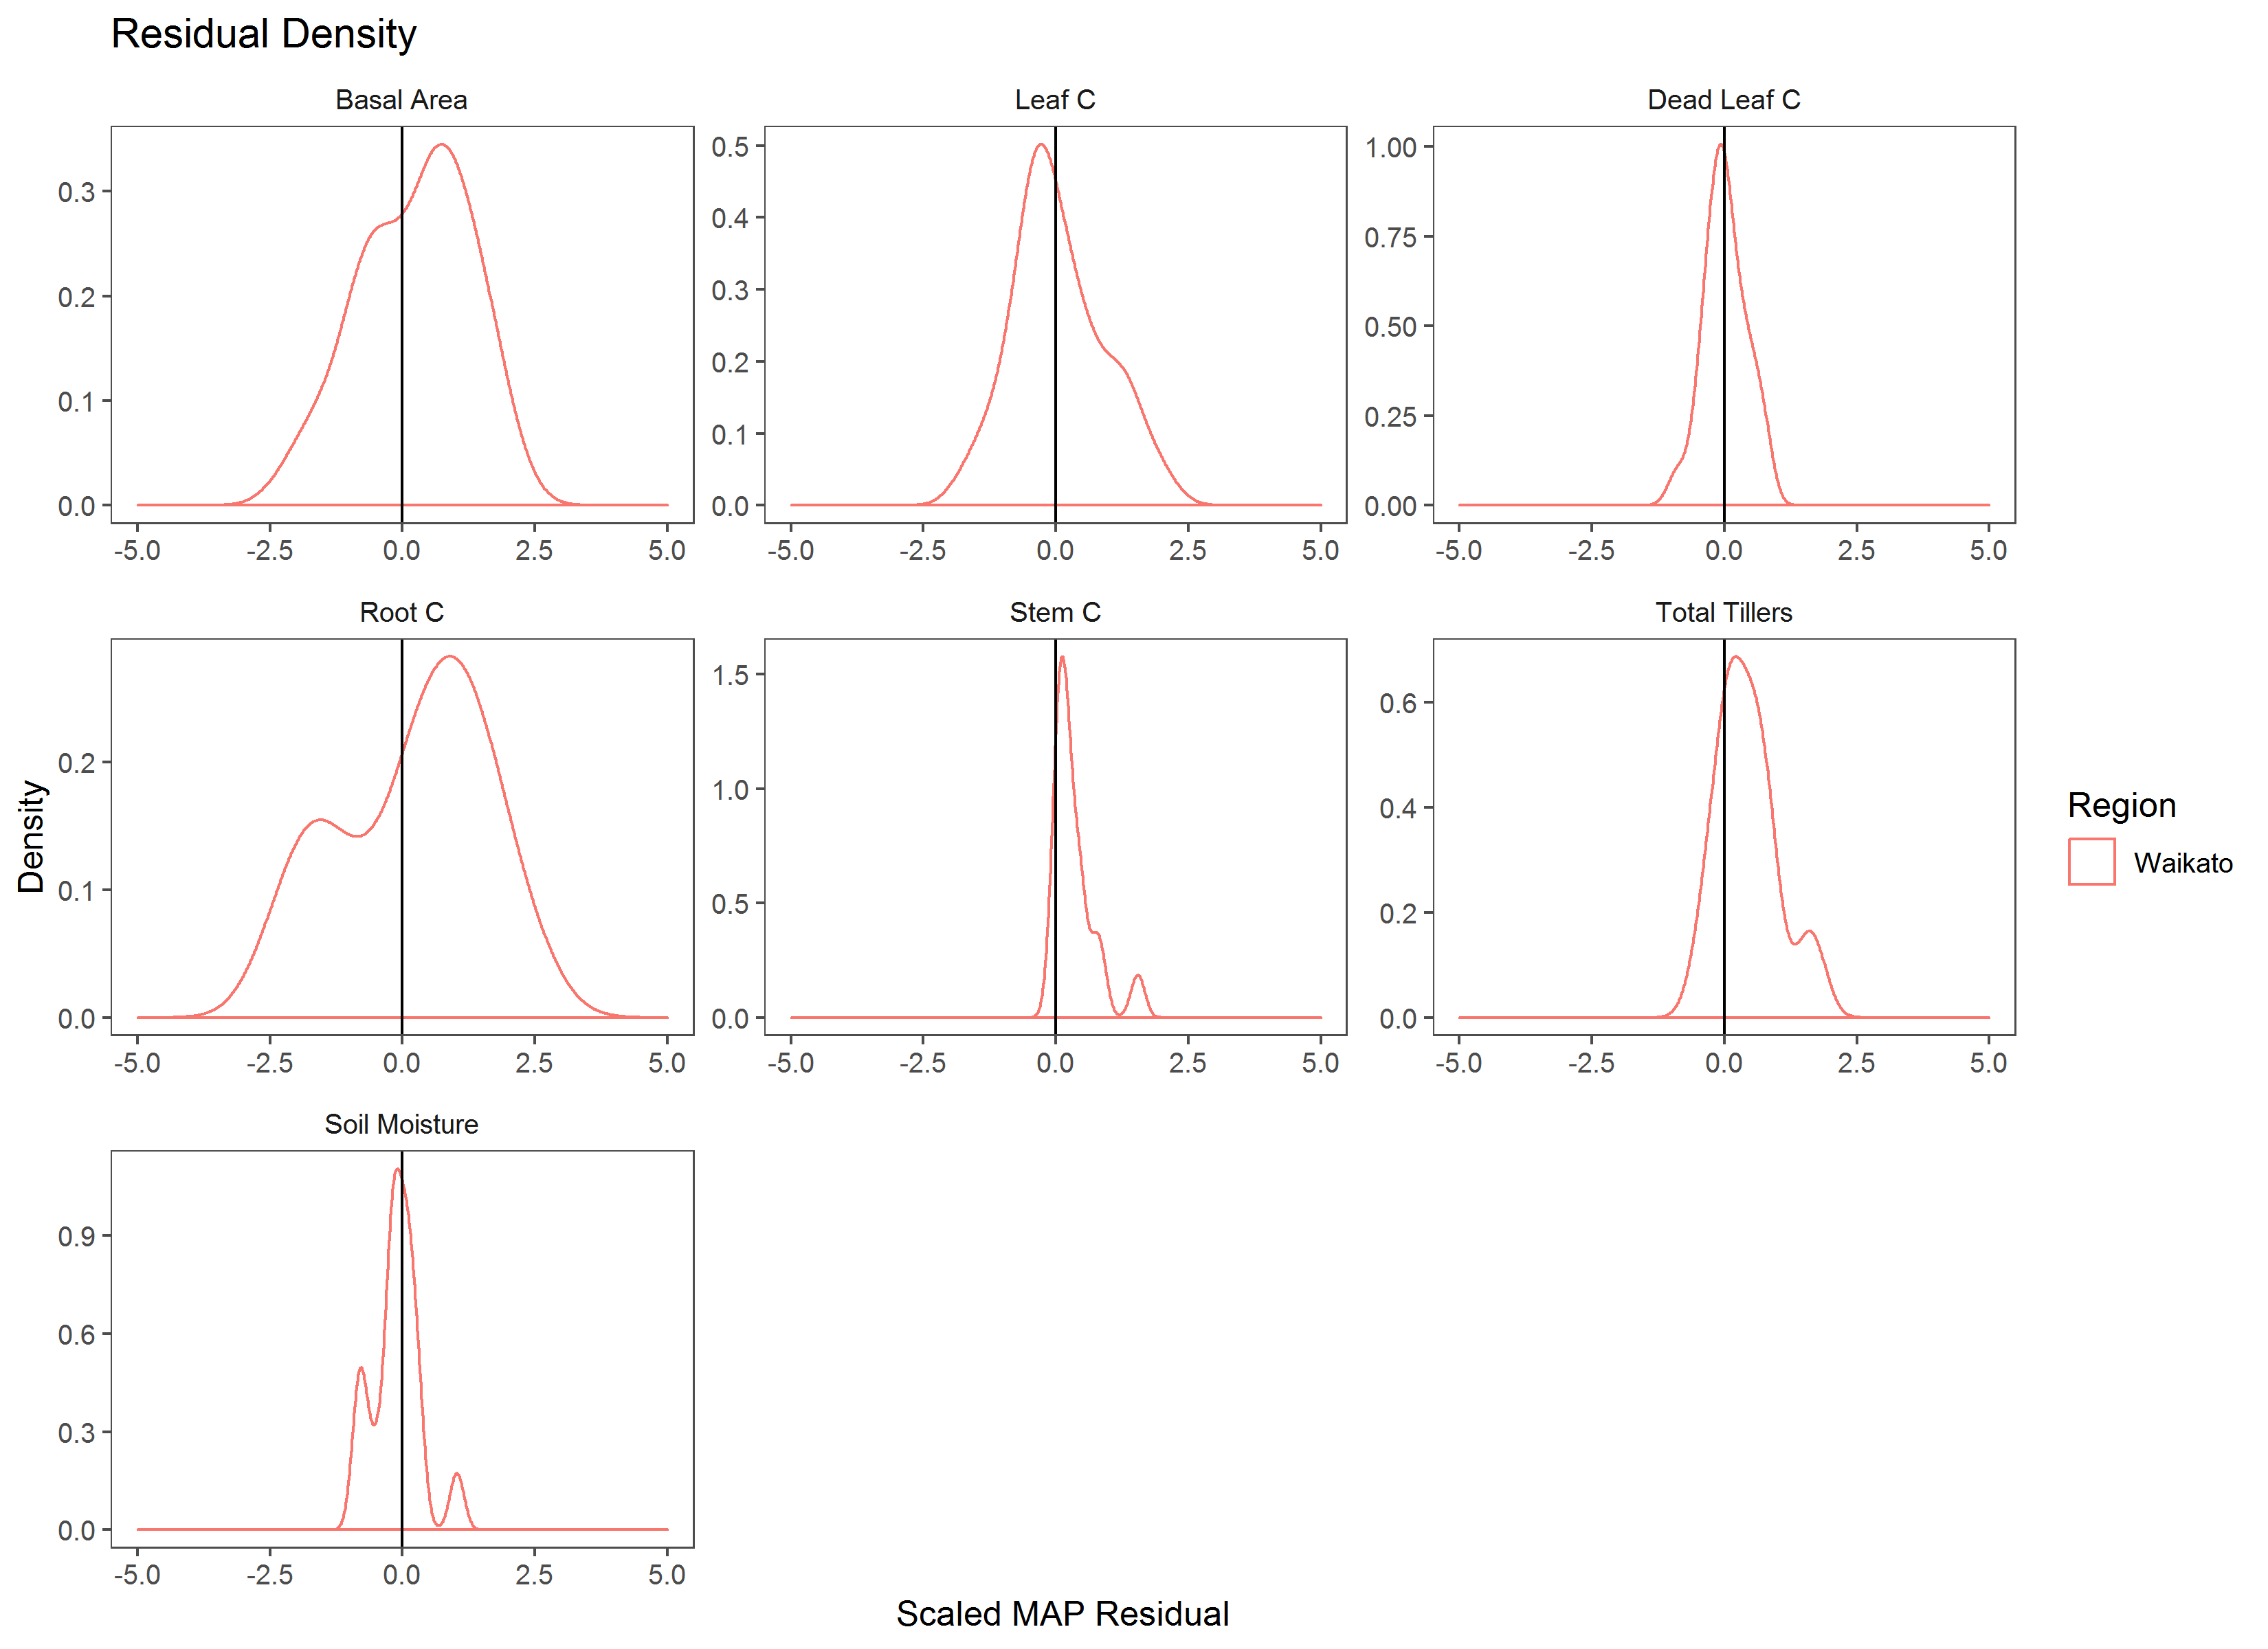 Residual Density
Basal Area
Leaf C
Dead Leaf C
0.3
0.2
0.1
0.0
0.5
0.4
0.3
0.2
0.1
0.0
1.00
0.75
0.50
0.25
0.00
-5.0 -2.5 0.0 2.5 5.0
-5.0 -2.5 0.0 2.5 5.0
-5.0 -2.5 0.0 2.5 5.0
Root C
Stem C
Total Tillers
Density
0.2
0.1
0.0
1.5
1.0
0.5
0.0
0.6
0.4
0.2
0.0
-5.0 -2.5 0.0 2.5 5.0
-5.0 -2.5 0.0 2.5 5.0
-5.0 -2.5 0.0 2.5 5.0
Region
Waikato
Soil Moisture
0.9
0.6
0.3
0.0
-5.0 -2.5 0.0 2.5 5.0
Scaled MAP Residual